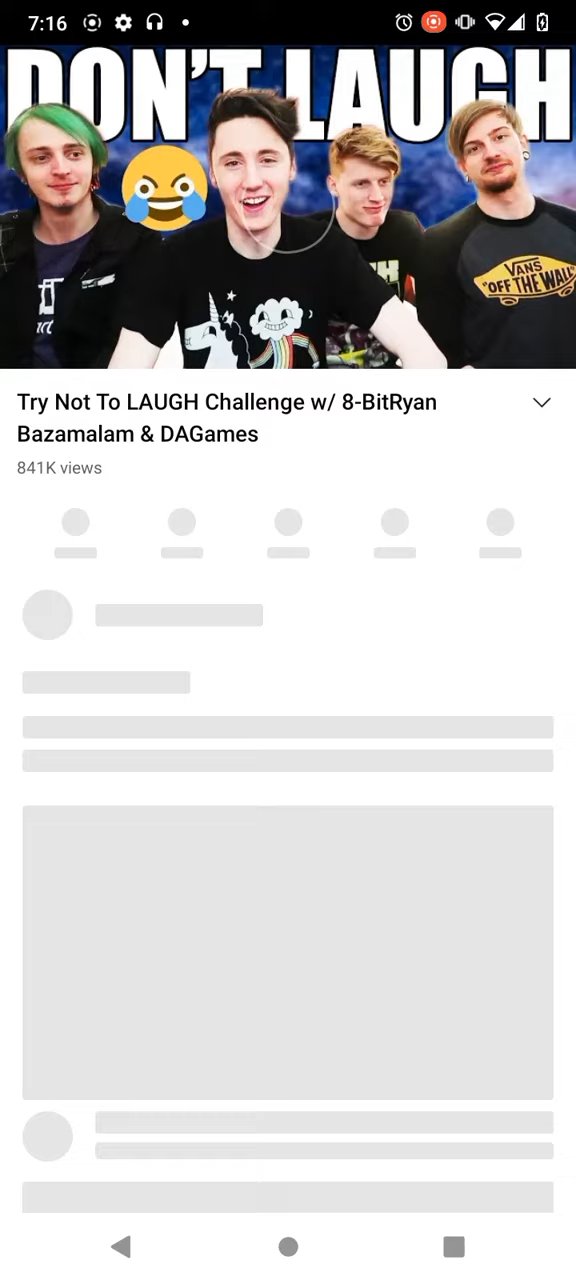 7:16
DON'T LAUGH
VANS
"OFF THE WALL"
Try Not To LAUGH Challenge w/ 8-BitRyan
Bazamalam & DAGames
841K views